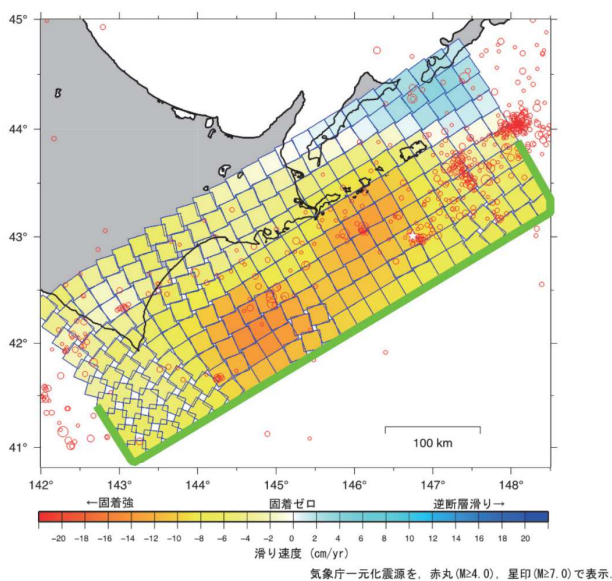 45°
44°
43°
42°
41°
100 km
142 143 144 145 146 147 148
←固着強 固着ゼロ 逆断層滑り→
-20 -18 -16 -14 -12 -10 -8 -6 -4 -2 0 2 4 6 8 10 12 14 16 18 20
滑り速度 (cm/yr)
気象庁一元化震源を，赤丸(M≥4.0)，星印(M≥7.0)で表示.